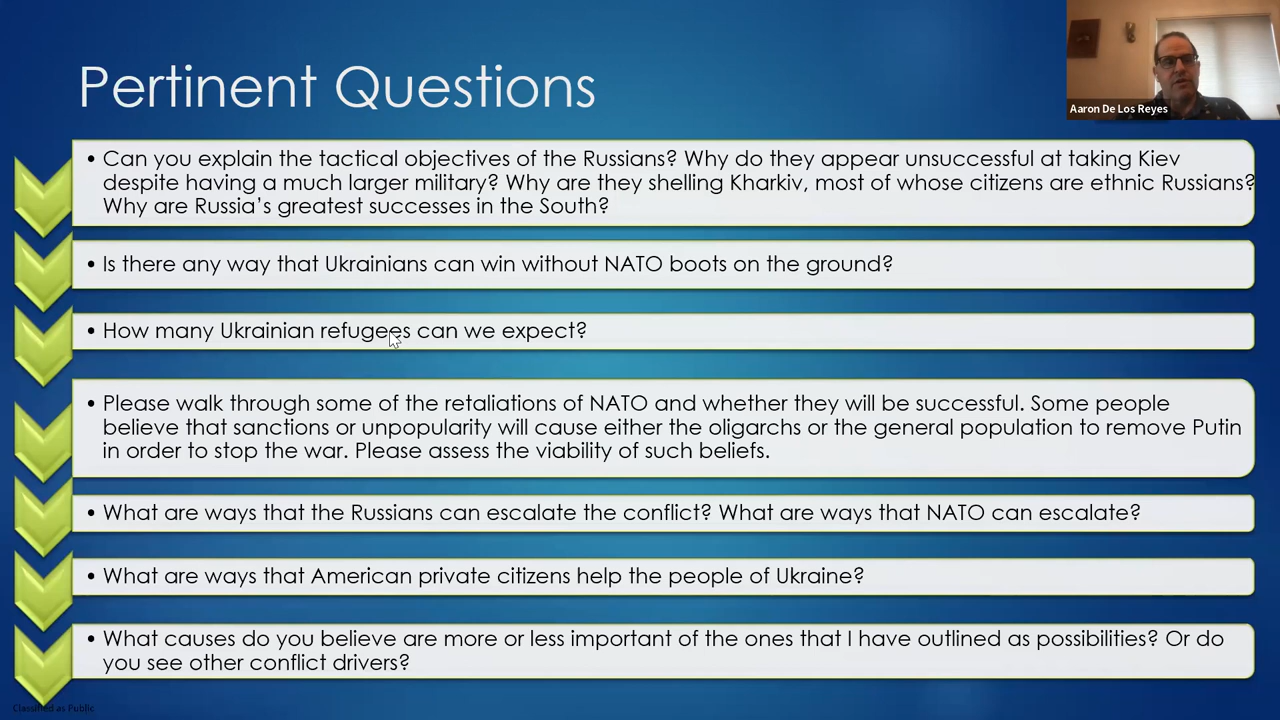 Pertinent Questions
Aaron De Los Reyes
• Can you explain the tactical objectives of the Russians? Why do they appear unsuccessful at taking Kiev
despite having a much larger military? Why are they shelling Kharkiv, most of whose citizens are ethnic Russians?
Why are Russia’s greatest successes in the South?
• Is there any way that Ukrainians can win without NATO boots on the ground?
• How many Ukrainian refugees can we expect?
• Please walk through some of the retaliations of NATO and whether they will be successful. Some people
believe that sanctions or unpopularity will cause either the oligarchs or the general population to remove Putin
in order to stop the war. Please assess the viability of such beliefs.
• What are ways that the Russians can escalate the conflict? What are ways that NATO can escalate?
• What are ways that American private citizens help the people of Ukraine?
• What causes do you believe are more or less important of the ones that I have outlined as possibilities? Or do
you see other conflict drivers?
Classified as Public